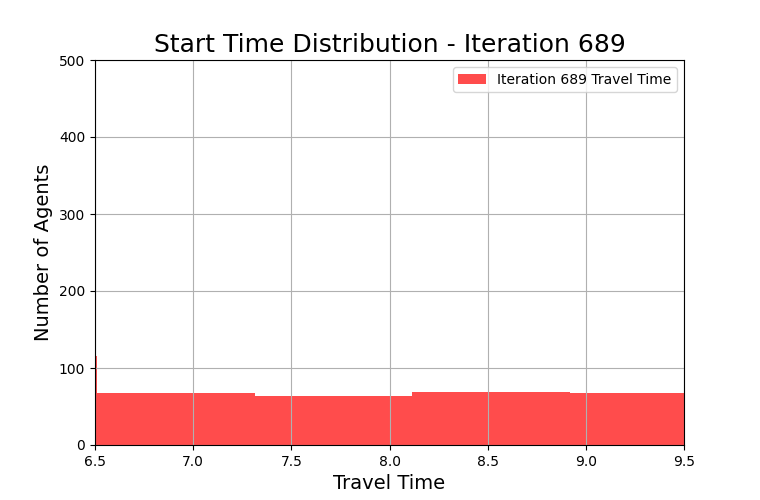 Start Time Distribution - Iteration 689
500
Iteration 689 Travel Time
400
300
200
100
0
Number of Agents
6.5 7.0 7.5 8.0 8.5 9.0 9.5
Travel Time